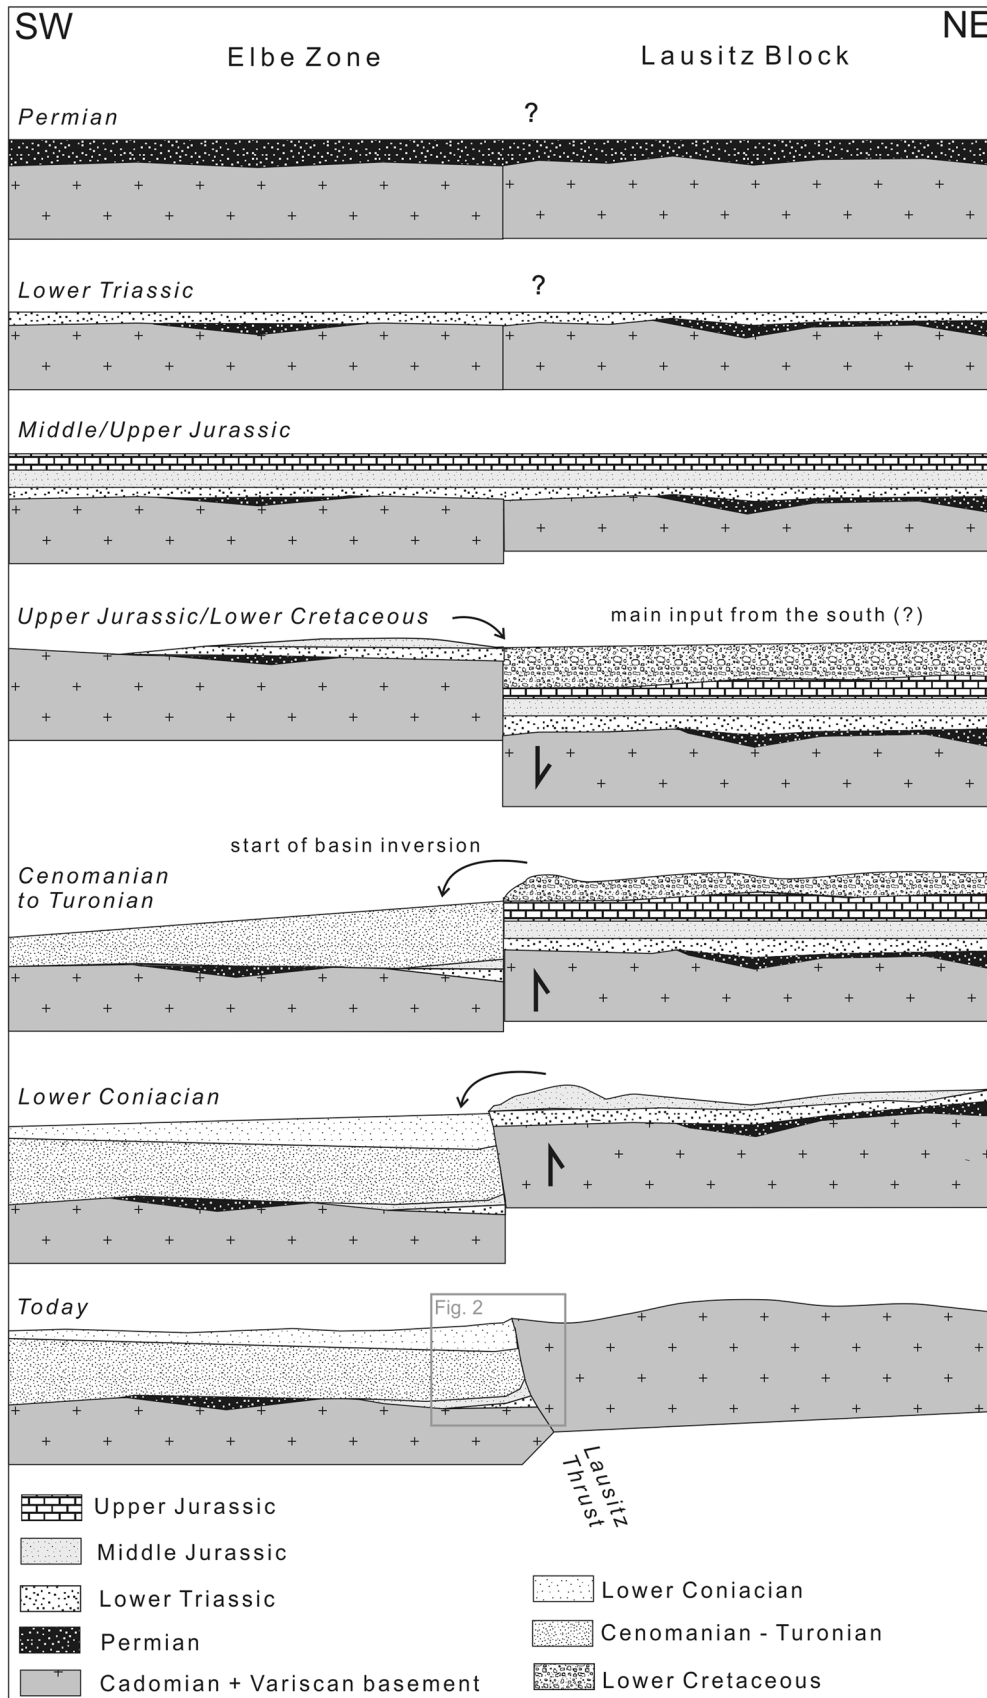 SW
NE
Elbe Zone
Lausitz Block
Permian
?
Lower Triassic
?
Middle/Upper Jurassic
Upper Jurassic/Lower Cretaceous
main input from the south (?)
start of basin inversion
Cenomanian
to Turonian
Lower Coniacian
Today
Fig. 2
Lausitz
Thrust
Upper Jurassic
Middle Jurassic
Lower Triassic
Permian
Cadomian + Variscan basement
Lower Coniacian
Cenomanian - Turonian
Lower Cretaceous